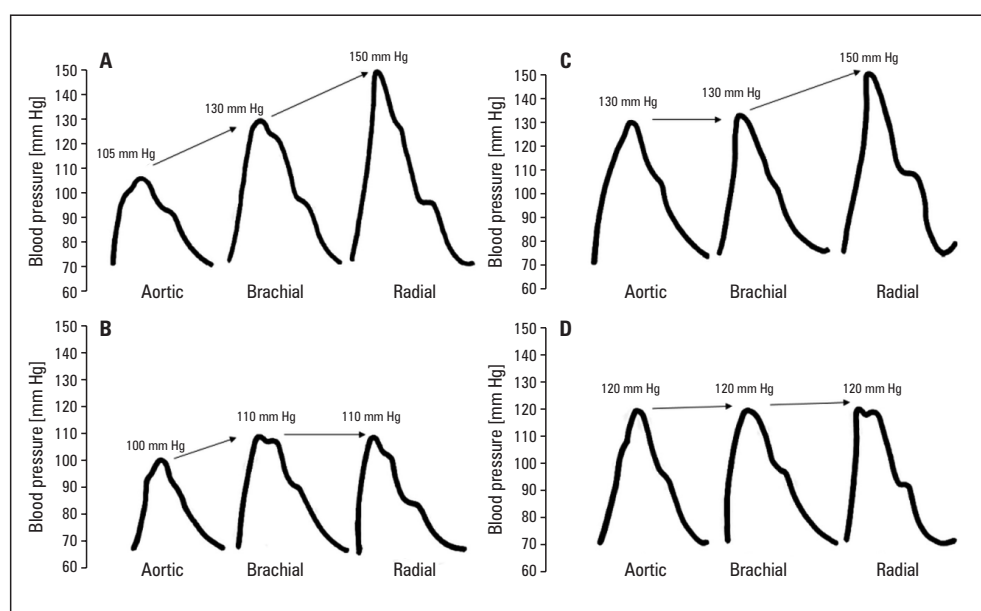 A
Blood pressure [mm Hg]
150
140
130
120
110
100
90
80
70
60
105 mm Hg
130 mm Hg
150 mm Hg
Aortic
Brachial
Radial
C
Blood pressure [mm Hg]
150
140
130
120
110
100
90
80
70
60
130 mm Hg
130 mm Hg
150 mm Hg
Aortic
Brachial
Radial
B
Blood pressure [mm Hg]
150
140
130
120
110
100
90
80
70
60
100 mm Hg
110 mm Hg
110 mm Hg
Aortic
Brachial
Radial
D
Blood pressure [mm Hg]
150
140
130
120
110
100
90
80
70
60
120 mm Hg
120 mm Hg
120 mm Hg
Aortic
Brachial
Radial